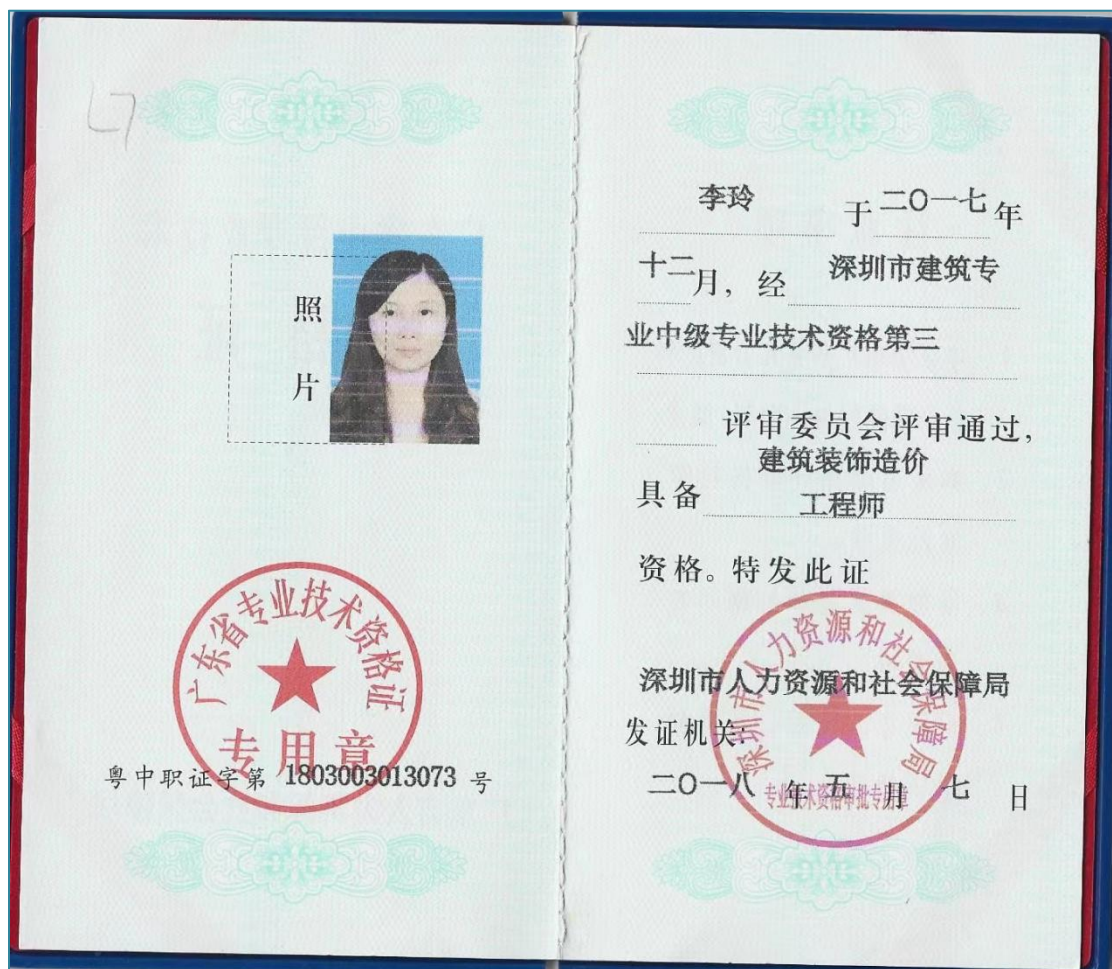 照
片
广东省专业技术资格证
专用章
粤中职证字第 1803003013073 号
李玲 于 二〇一七 年
十二月，经 深圳市建筑专
业中级专业技术资格第三
评审委员会评审通过，
建筑装饰造价
具备 工程师
资格。特发此证
深圳市人力资源和社会保障局
深圳市人力资源和社会保障局
发证机关：
二〇一八 年 五 月 七 日
专业技术资格审批专用章